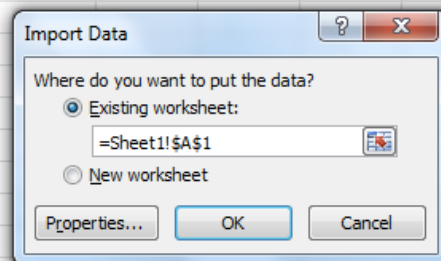 Import Data
Where do you want to put the data?
Existing worksheet:
=Sheet1!$A$1
New worksheet
Properties... OK Cancel